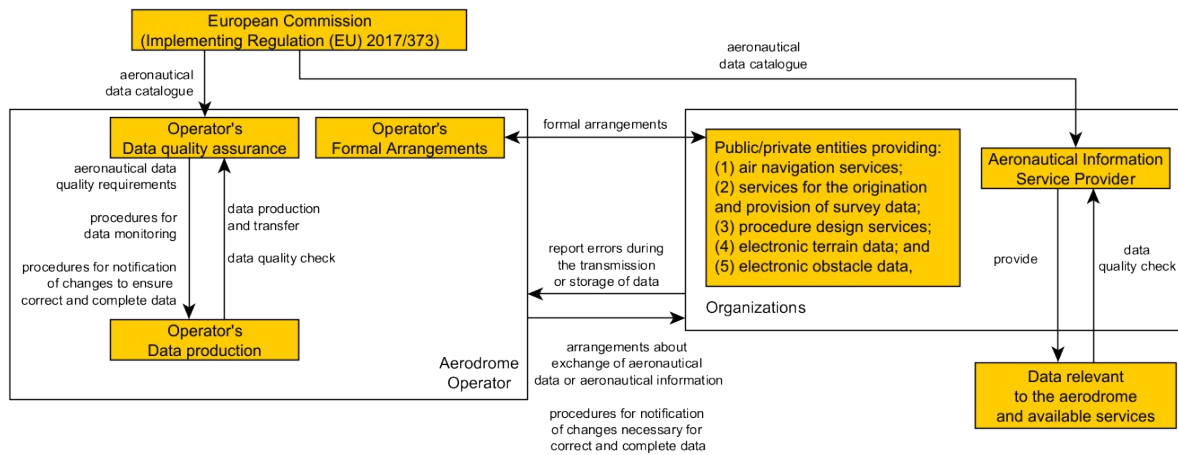 European Commission
(Implementing Regulation (EU) 2017/373)
aeronautical
data catalogue
aeronautical
data catalogue
Operator's
Data quality assurance
Operator's
Formal Arrangements
formal arrangements
Public/private entities providing:
(1) air navigation services;
(2) services for the origination
and provision of survey data;
(3) procedure design services;
(4) electronic terrain data; and
(5) electronic obstacle data,
Aeronautical Information
Service Provider
aeronautical data
quality requirements
procedures for
data monitoring
procedures for notification
of changes to ensure
correct and complete data
data production
and transfer
data quality check
report errors during
the transmission
or storage of data
provide
data
quality check
Organizations
Operator's
Data production
Aerodrome
Operator
arrangements about
exchange of aeronautical
data or aeronautical information
procedures for notification
of changes necessary for
correct and complete data
Data relevant
to the aerodrome
and available services